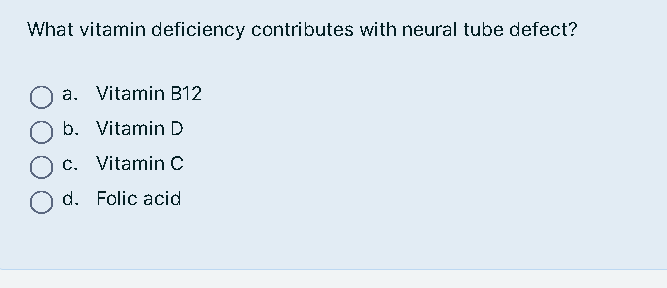 What vitamin deficiency contributes with neural tube defect?
a. Vitamin B12
b. Vitamin D
c. Vitamin C
d. Folic acid